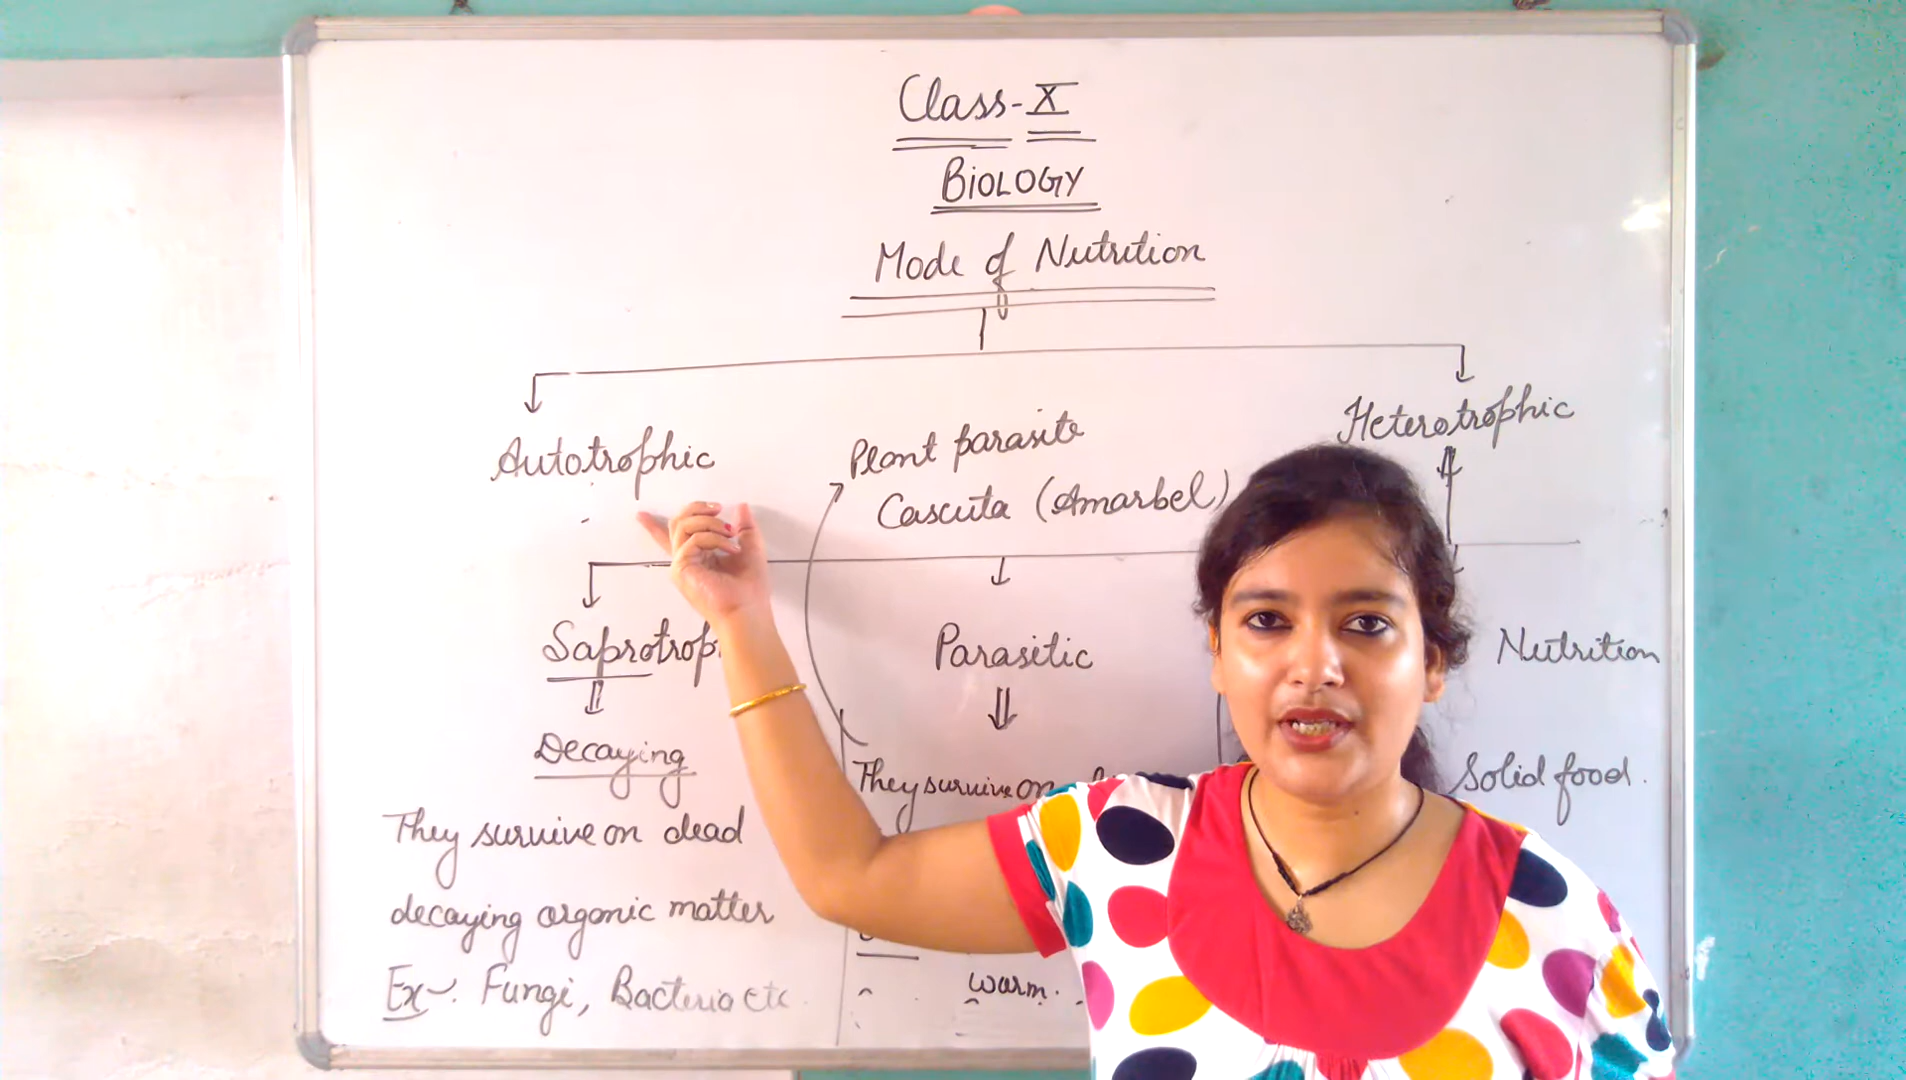 Class-X
BIOLOGY
Mode of Nutrition
Autotrophic
Heterotrophic
Plant parasite
Cascuta (Amarbel)
Saprotrop
Parasitic
Nutrition
Decaying
They survive on
Solid food.
They survive on dead
decaying organic matter
Ex-. Fungi, Bacteria etc
warm.